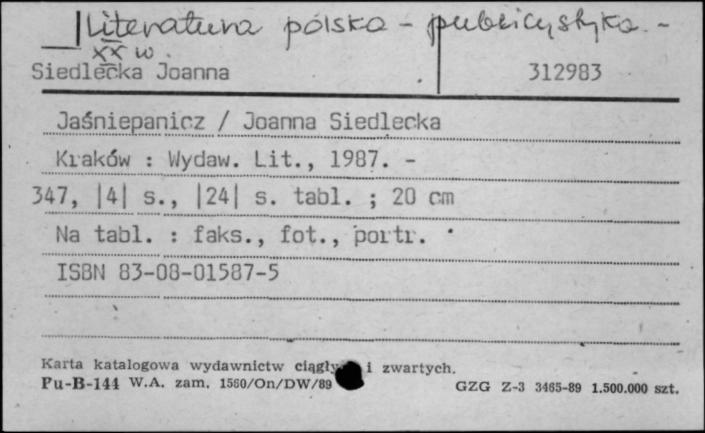 Literatura polska - publicystyka -
XX w.
Siedlecka Joanna 312983
Jaśniepanicz / Joanna Siedlecka
Kraków : Wydaw. Lit., 1987. -
347, |4| s., |24| s. tabl. ; 20 cm
Na tabl. : faks., fot., portr.
ISBN 83-08-01587-5
Karta katalogowa wydawnictw i zwartych.
Pu-B-144 W.A. zam. 1560/On/DW/89 GZG Z-3 3465-89 1.500.000 szt.